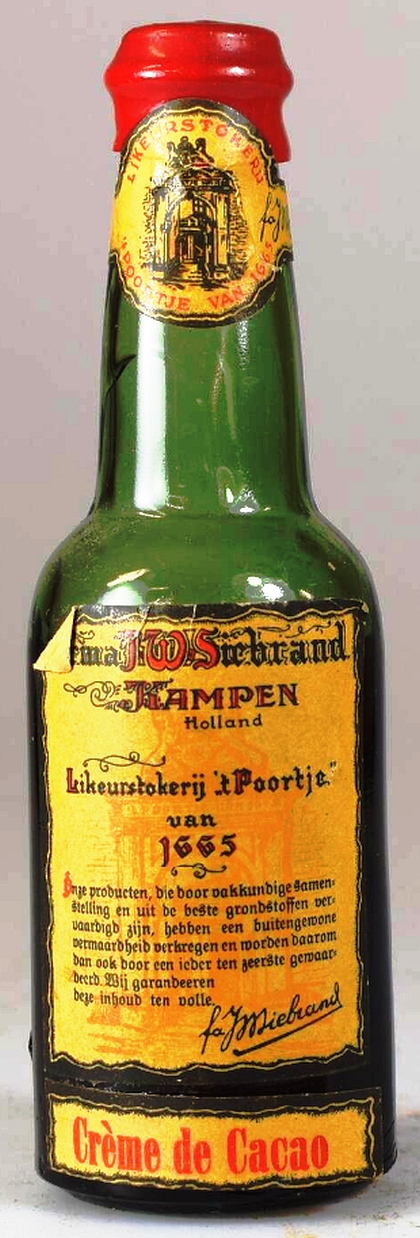 LIKEURSTOKERIJ
'T POORTJE VAN 1665
J.W. Siebrand
KAMPEN
Holland
Likeurstokerij "'t Poortje"
van
1665
Onze producten, die door vakkundige samen-
stelling en uit de beste grondstoffen ver-
vaardigd zijn, hebben een buitengewone
vermaardheid verkregen en worden daarom
dan ook door een ieder ten zeerste gewaar-
deerd. Wij garandeeren
deze inhoud ten volle.
fa JWSiebrand
Crème de Cacao